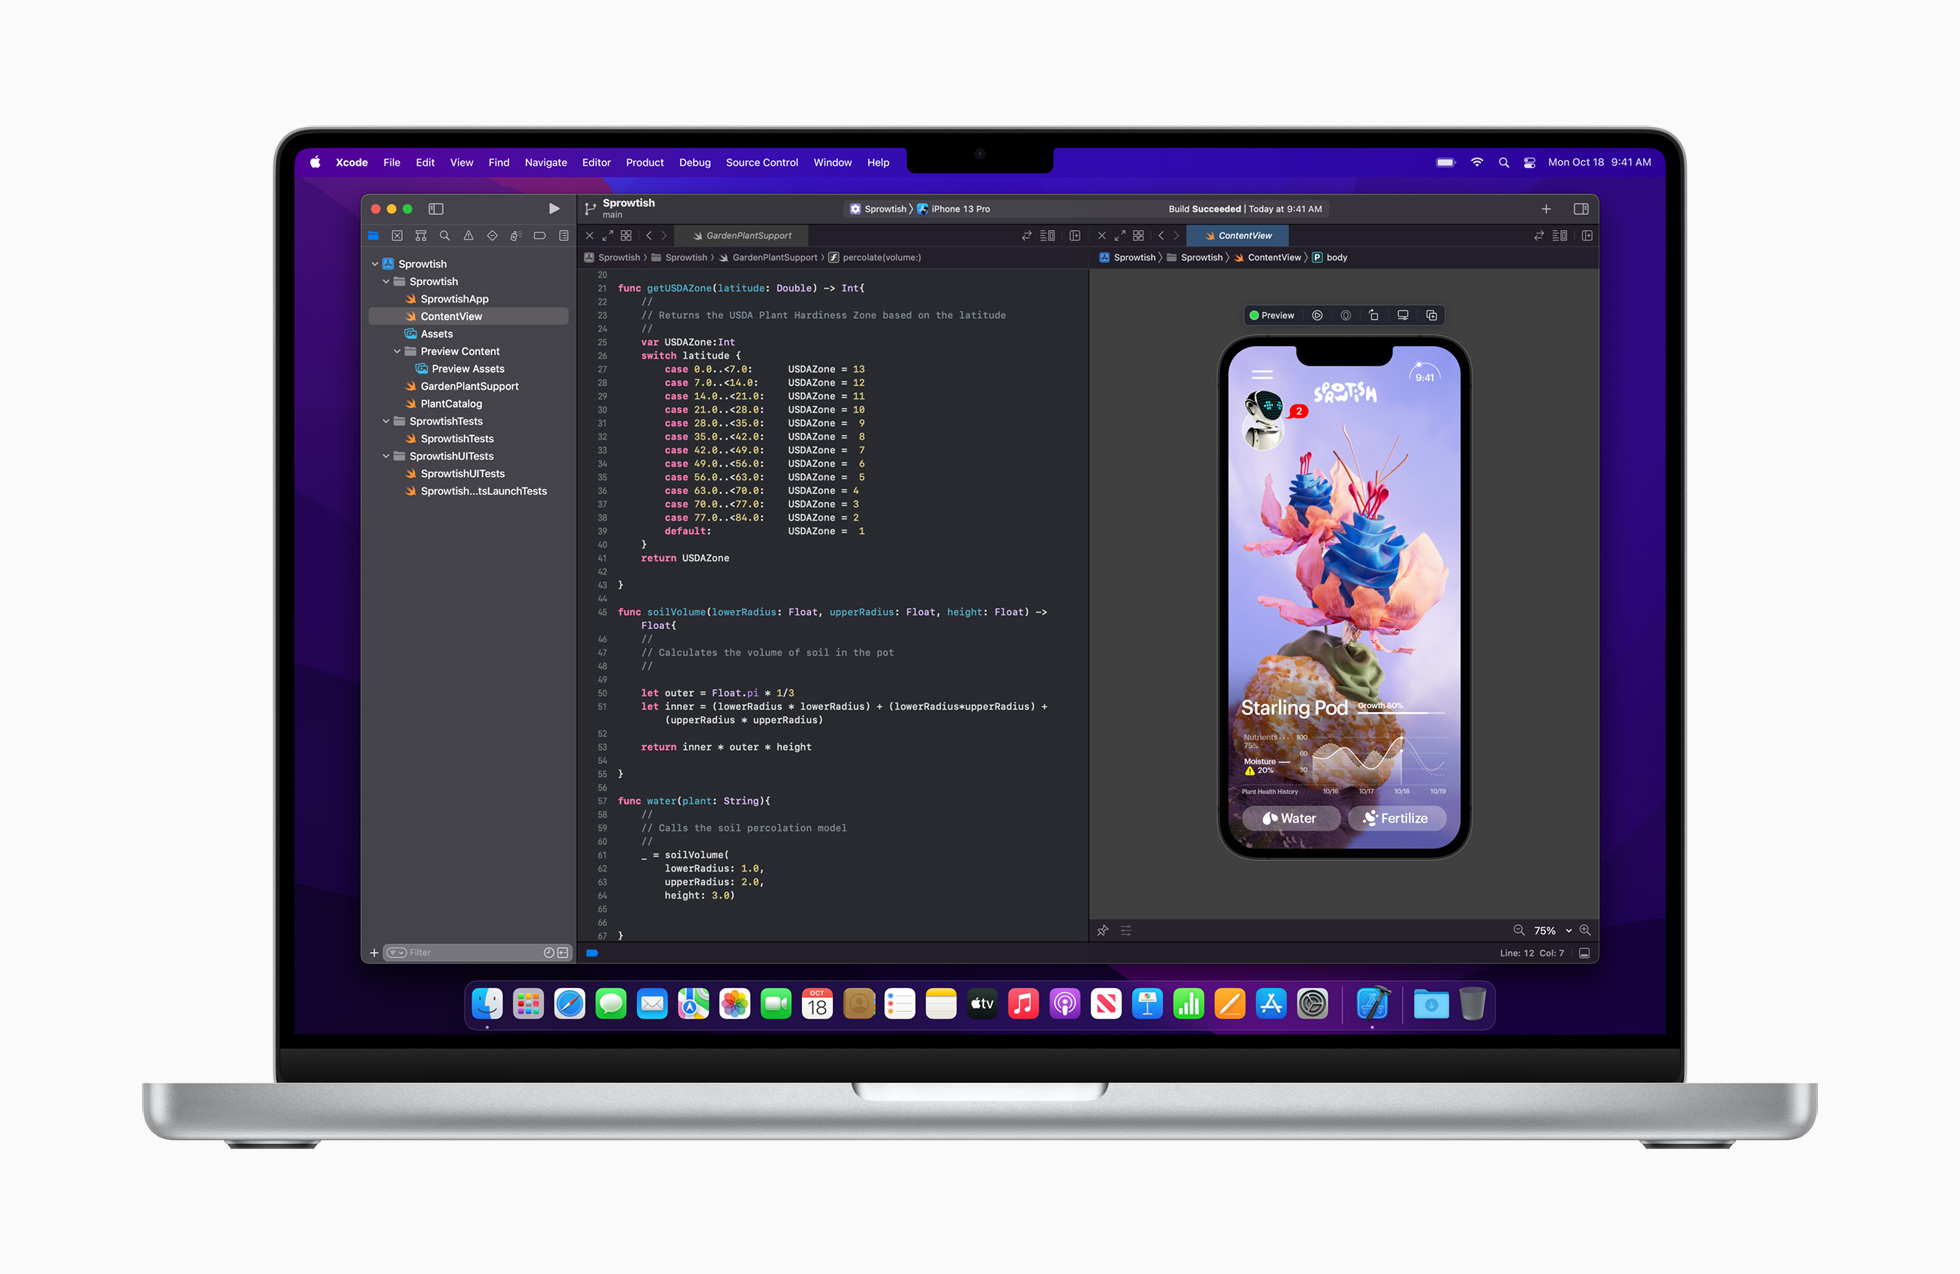 Xcode File Edit View Find Navigate Editor Product Debug Source Control Window Help
Mon Oct 18 9:41 AM
Sprowtish
main
Sprowtish 〉 iPhone 13 Pro
Build Succeeded | Today at 9:41 AM
Sprowtish
Sprowtish
SprowtishApp
ContentView
Assets
Preview Content
Preview Assets
GardenPlantSupport
PlantCatalog
SprowtishTests
SprowtishTests
SprowtishUITests
SprowtishUITests
Sprowtish...tsLaunchTests
Filter
GardenPlantSupport
Sprowtish 〉 Sprowtish 〉 GardenPlantSupport 〉 f percolate(volume:)
20
21 func getUSDAZone(latitude: Double) -> Int{
22 //
23 // Returns the USDA Plant Hardiness Zone based on the latitude
24 //
25 var USDAZone:Int
26 switch latitude {
27 case 0.0..<7.0: USDAZone = 13
28 case 7.0..<14.0: USDAZone = 12
29 case 14.0..<21.0: USDAZone = 11
30 case 21.0..<28.0: USDAZone = 10
31 case 28.0..<35.0: USDAZone = 9
32 case 35.0..<42.0: USDAZone = 8
33 case 42.0..<49.0: USDAZone = 7
34 case 49.0..<56.0: USDAZone = 6
35 case 56.0..<63.0: USDAZone = 5
36 case 63.0..<70.0: USDAZone = 4
37 case 70.0..<77.0: USDAZone = 3
38 case 77.0..<84.0: USDAZone = 2
39 default: USDAZone = 1
40 }
41 return USDAZone
42
43 }
44
45 func soilVolume(lowerRadius: Float, upperRadius: Float, height: Float) ->
Float{
46 //
47 // Calculates the volume of soil in the pot
48 //
49
50 let outer = Float.pi * 1/3
51 let inner = (lowerRadius * lowerRadius) + (lowerRadius*upperRadius) +
(upperRadius * upperRadius)
52
53 return inner * outer * height
54
55 }
56
57 func water(plant: String){
58 //
59 // Calls the soil percolation model
60 //
61 _ = soilVolume(
62 lowerRadius: 1.0,
63 upperRadius: 2.0,
64 height: 3.0)
65
66
67 }
ContentView
Sprowtish 〉 Sprowtish 〉 ContentView 〉 P body
Preview
SPROWTiSH
9:41
2
Starling Pod Growth 80%
Nutrients
75%
Moisture
20%
100
60
30
Plant Health History 10/16 10/17 10/18 10/19
Water Fertilize
75%
Line: 12 Col: 7
OCT
18
tv